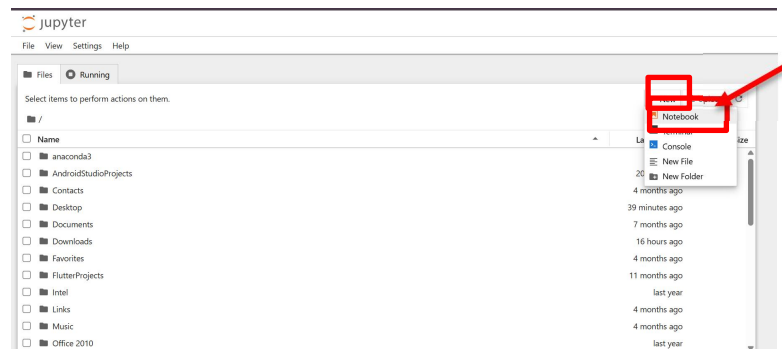 jupyter
File View Settings Help
Files Running
Select items to perform actions on them.
New
/
Notebook
Name
Console
New File
New Folder
anaconda3
AndroidStudioProjects
Contacts 4 months ago
Desktop 39 minutes ago
Documents 7 months ago
Downloads 16 hours ago
Favorites 4 months ago
FlutterProjects 11 months ago
Intel last year
Links 4 months ago
Music 4 months ago
Office 2010 last year